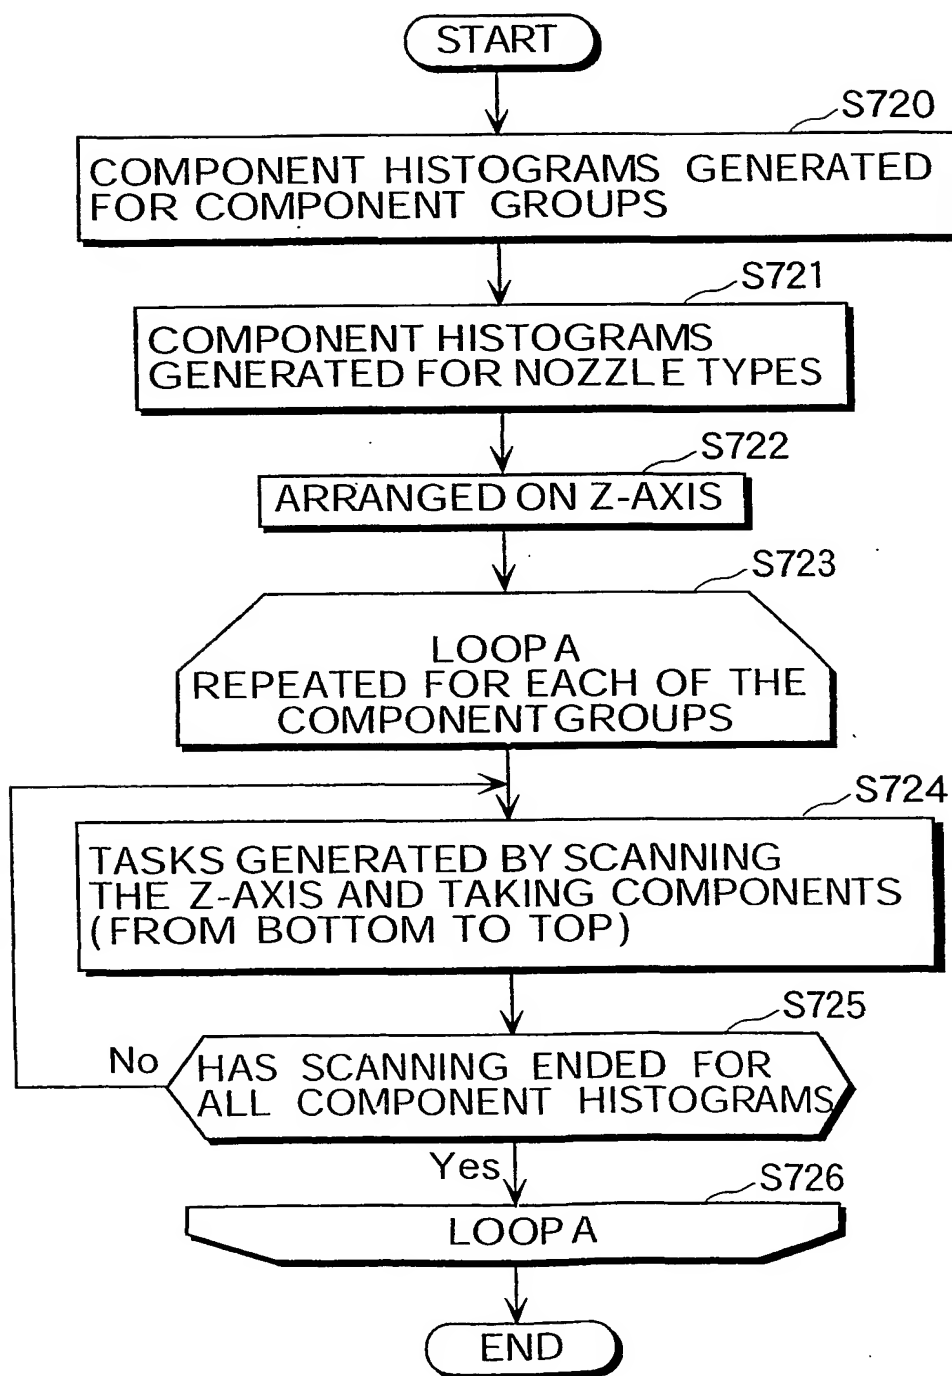 START
S720
COMPONENT HISTOGRAMS GENERATED
FOR COMPONENT GROUPS
S721
COMPONENT HISTOGRAMS
GENERATED FOR NOZZLE TYPES
S722
ARRANGED ON Z-AXIS
S723
LOOP A
REPEATED FOR EACH OF THE
COMPONENT GROUPS
S724
TASKS GENERATED BY SCANNING
THE Z-AXIS AND TAKING COMPONENTS
(FROM BOTTOM TO TOP)
S725
No
HAS SCANNING ENDED FOR
ALL COMPONENT HISTOGRAMS
Yes
S726
LOOP A
END